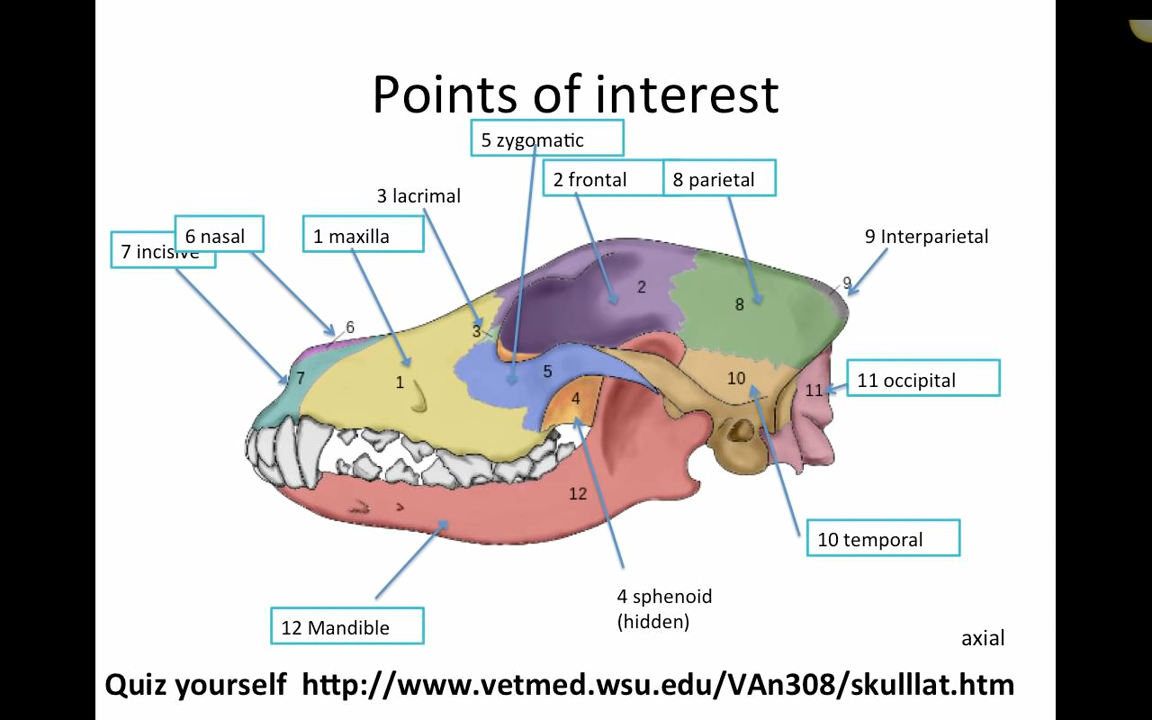 Points of interest
5 zygomatic
2 frontal
8 parietal
3 lacrimal
6 nasal
1 maxilla
7 incisive
9 Interparietal
9
2
8
6
3
7
1
5
10
11
11 occipital
4
12
10 temporal
4 sphenoid
(hidden)
12 Mandible
axial
Quiz yourself http://www.vetmed.wsu.edu/VAn308/skulllat.htm